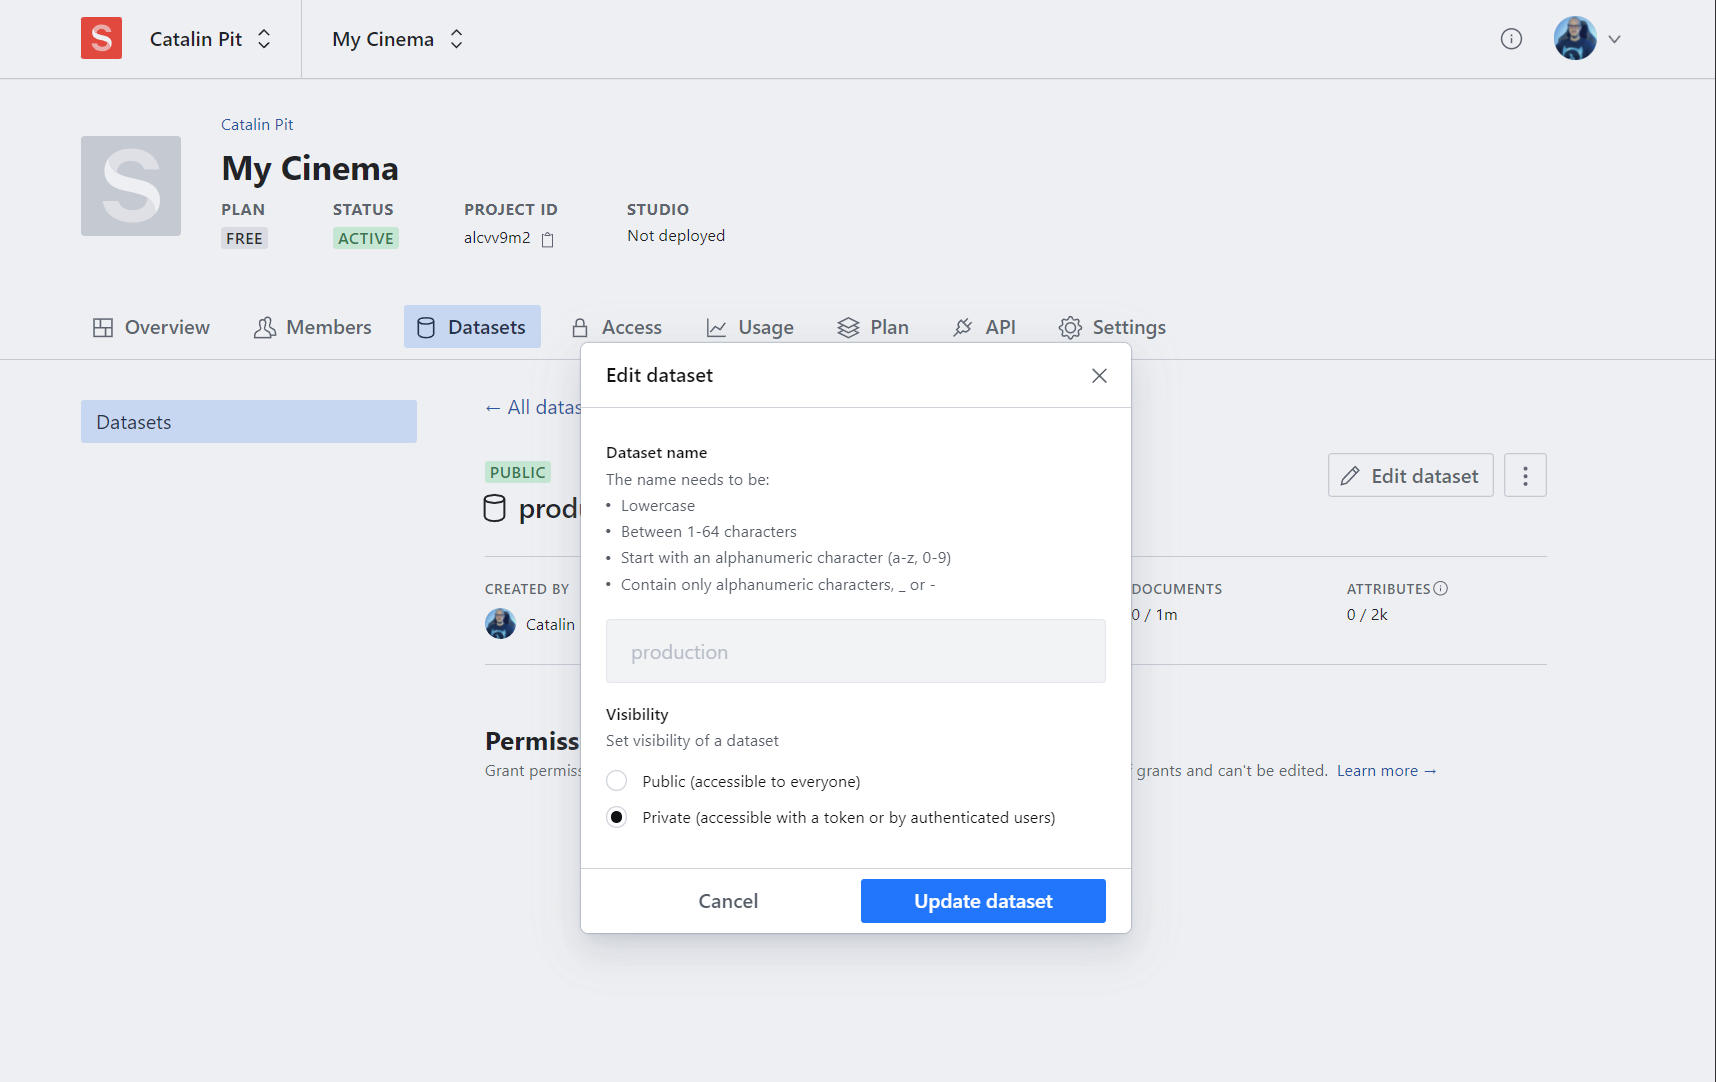 S Catalin Pit My Cinema
Catalin Pit
My Cinema
PLAN STATUS PROJECT ID STUDIO
FREE ACTIVE alcvv9m2 Not deployed
Overview Members Datasets Access Usage Plan API Settings
Edit dataset
Datasets
← All datas
Dataset name
The name needs to be:
• Lowercase
• Between 1-64 characters
• Start with an alphanumeric character (a-z, 0-9)
• Contain only alphanumeric characters, _ or -
PUBLIC
Edit dataset
CREATED BY DOCUMENTS ATTRIBUTES
Catalin 0 / 1m 0 / 2k
production
Visibility
Set visibility of a dataset
Grant grants and can't be edited. Learn more →
Public (accessible to everyone)
Private (accessible with a token or by authenticated users)
Cancel Update dataset